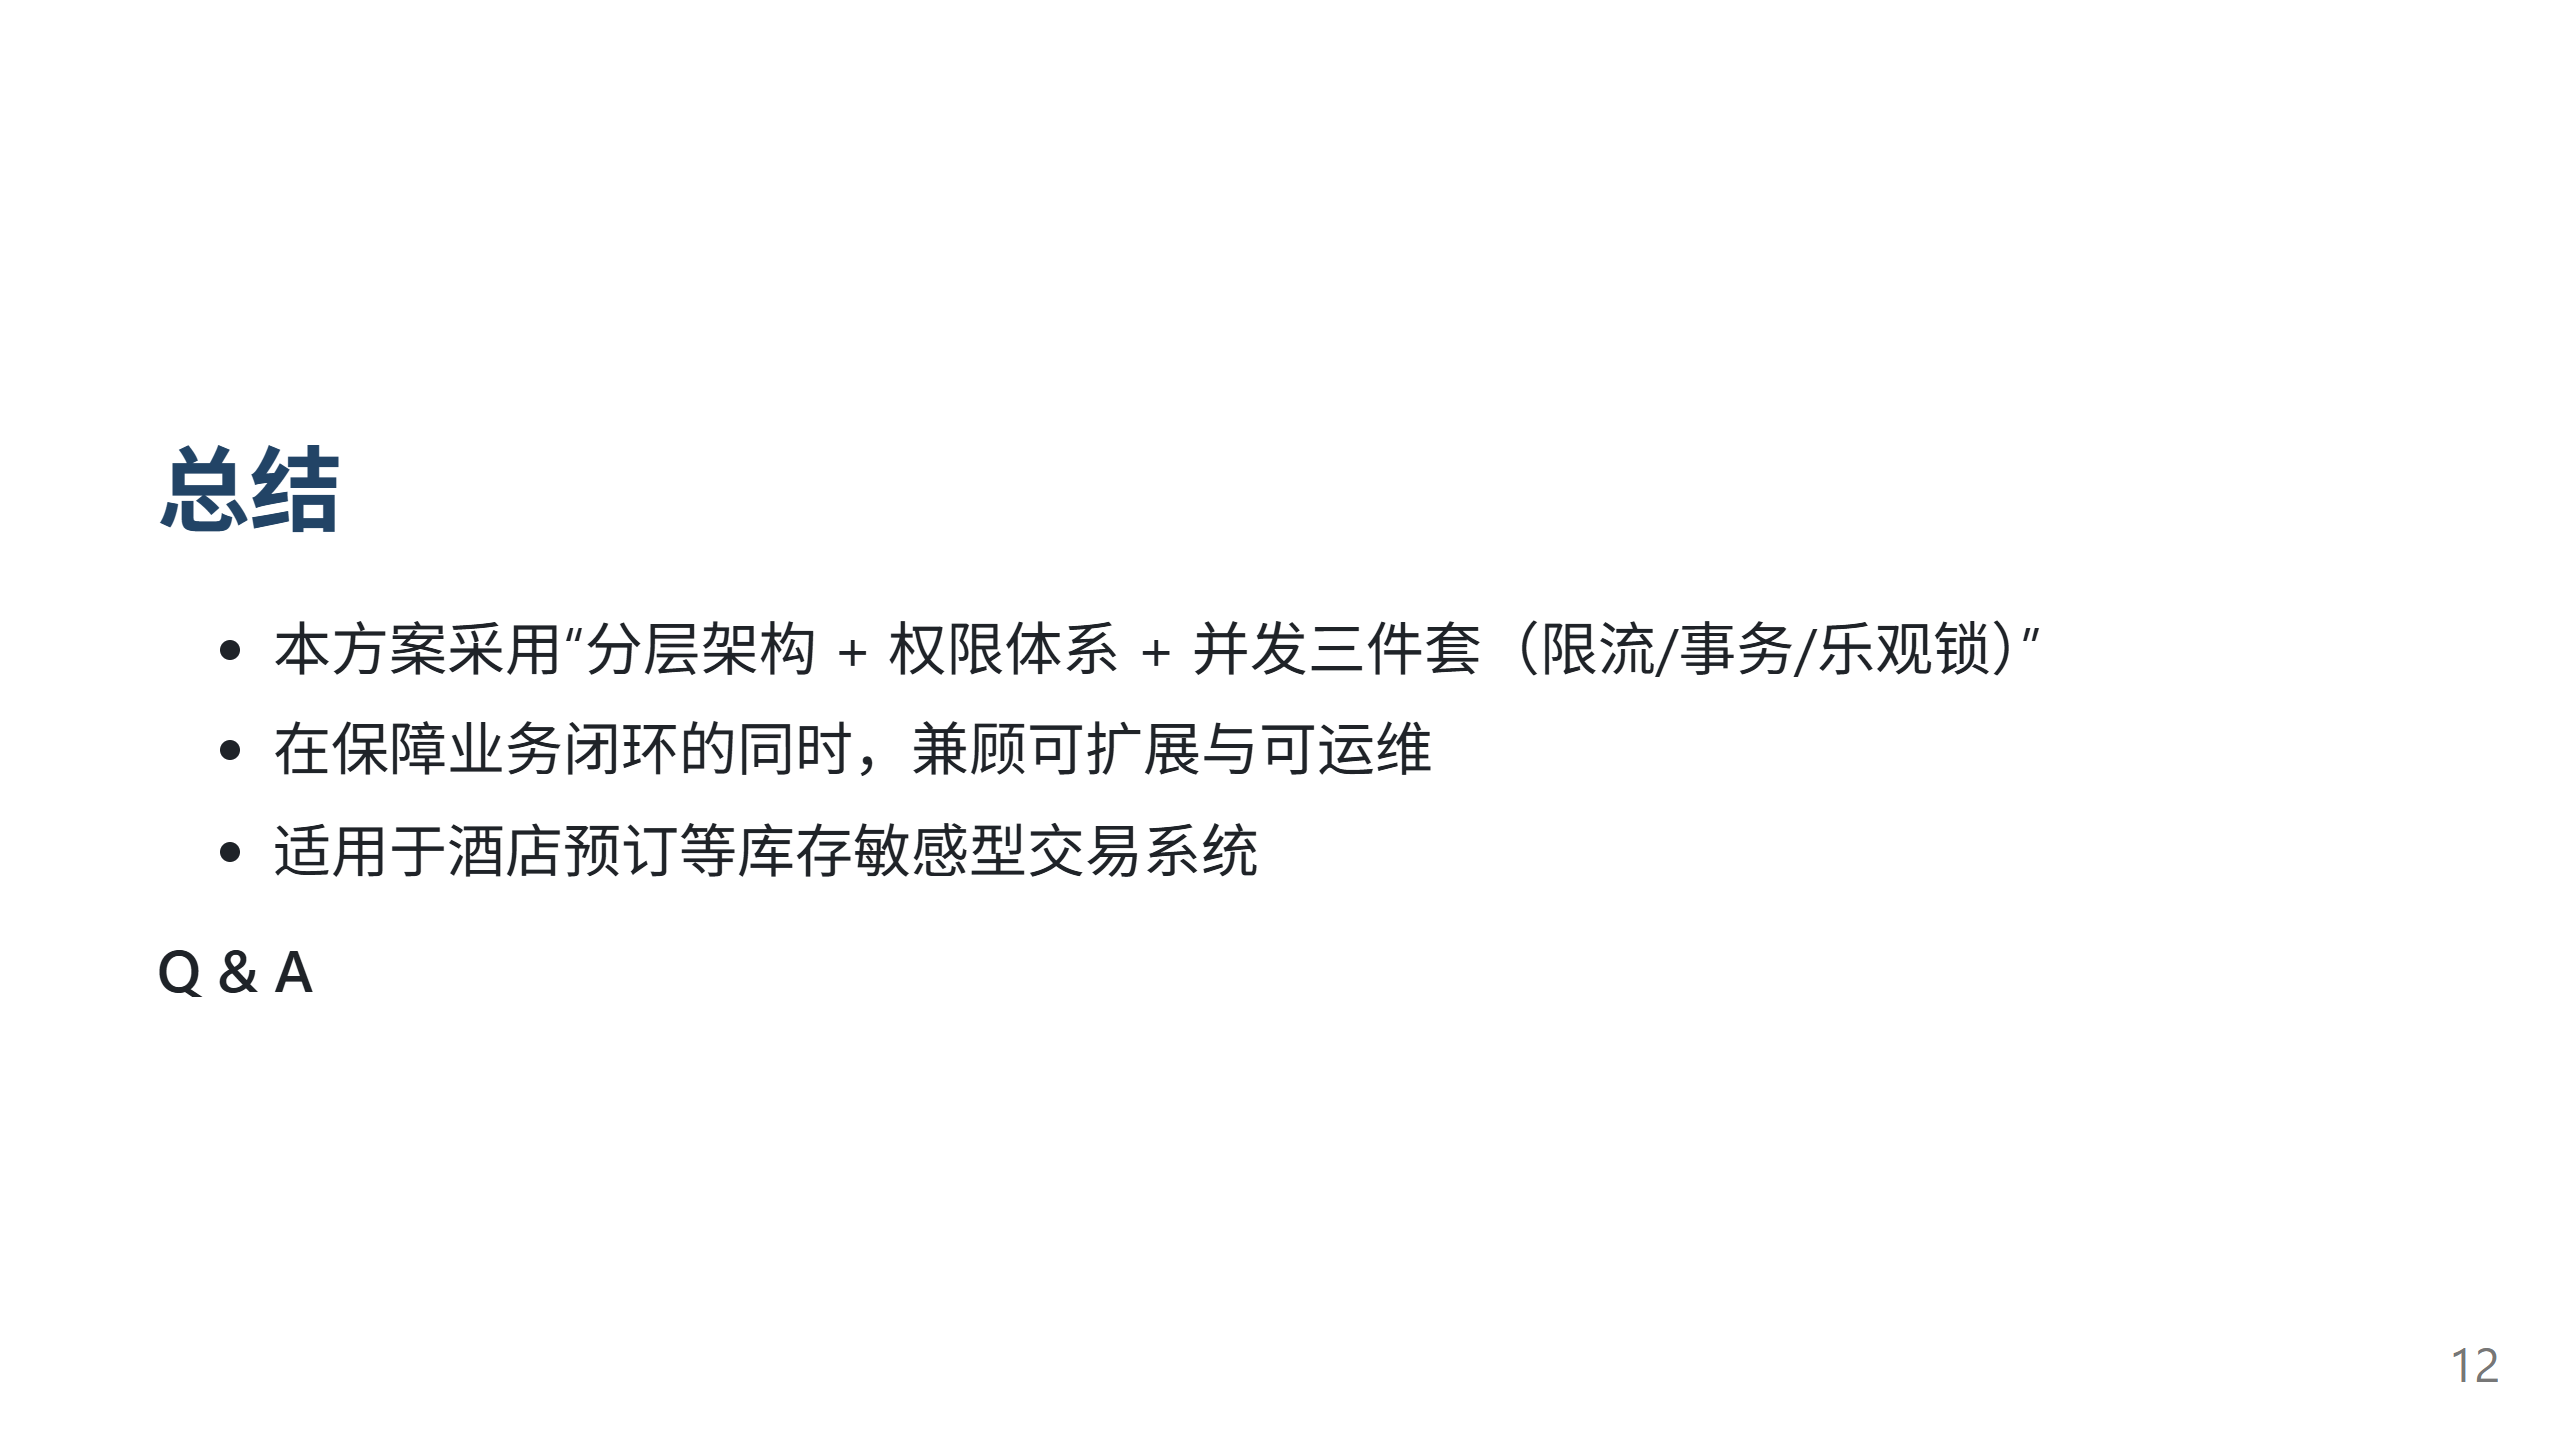 总结
• 本方案采用“分层架构 + 权限体系 + 并发三件套（限流/事务/乐观锁）”
• 在保障业务闭环的同时，兼顾可扩展与可运维
• 适用于酒店预订等库存敏感型交易系统
Q & A
12